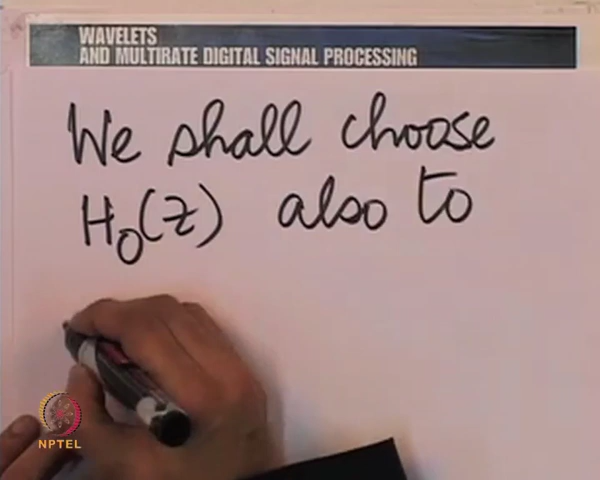 WAVELETS
AND MULTIRATE DIGITAL SIGNAL PROCESSING
We shall choose
H₀(z) also to
NPTEL